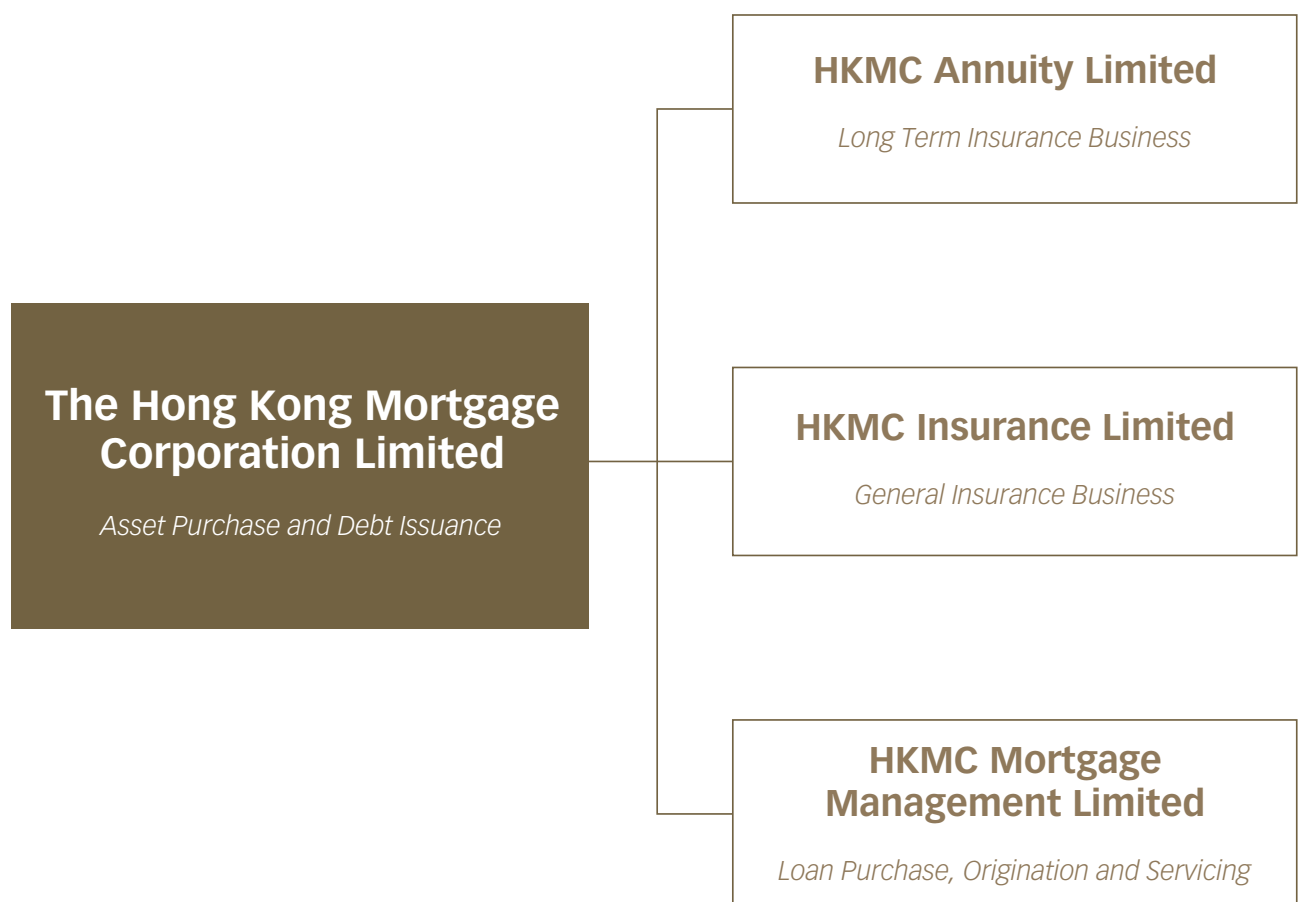 HKMC Annuity Limited
Long Term Insurance Business
The Hong Kong Mortgage
Corporation Limited
Asset Purchase and Debt Issuance
HKMC Insurance Limited
General Insurance Business
HKMC Mortgage
Management Limited
Loan Purchase, Origination and Servicing